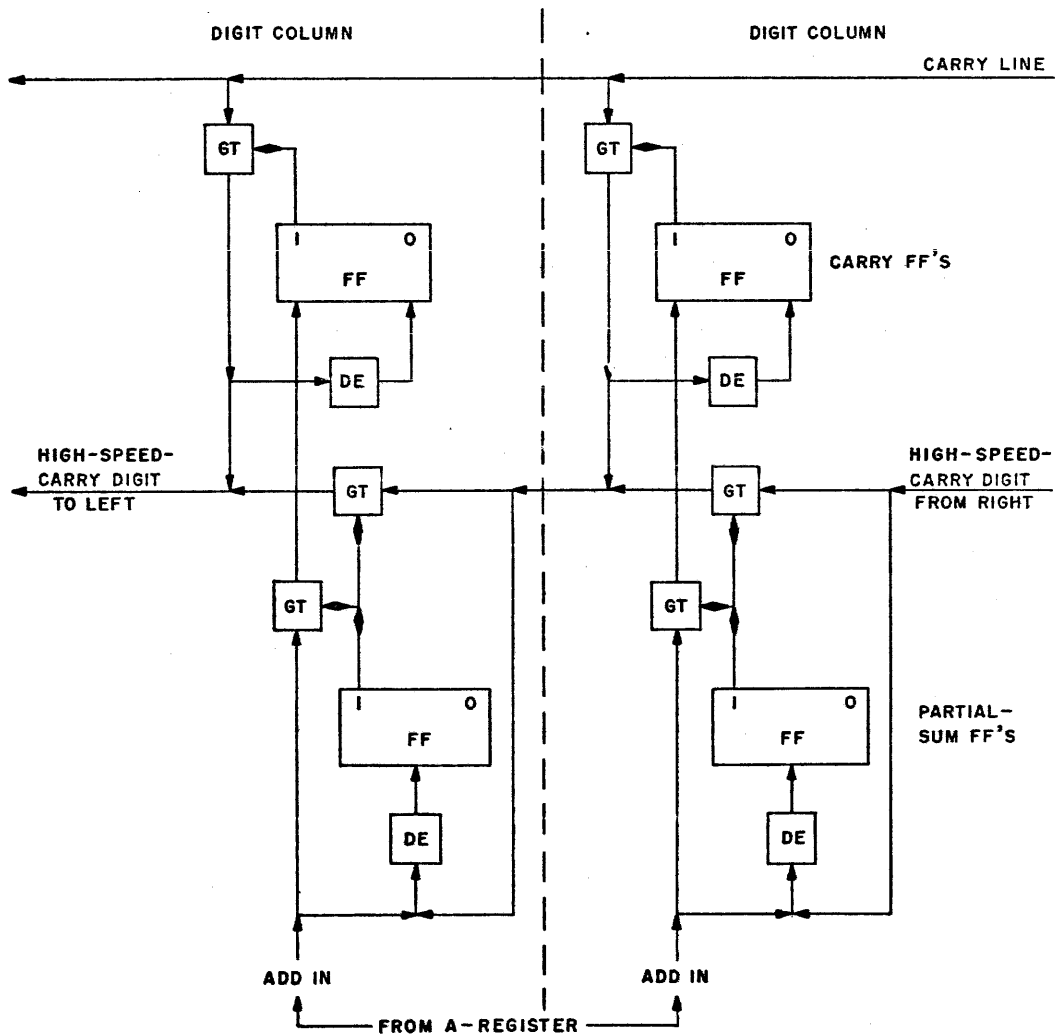 DIGIT COLUMN
DIGIT COLUMN
CARRY LINE
GT
GT
I O
FF
I O
FF
CARRY FF'S
DE
DE
HIGH-SPEED-
CARRY DIGIT
TO LEFT
GT
GT
HIGH-SPEED-
CARRY DIGIT
FROM RIGHT
GT
GT
I O
FF
I O
FF
PARTIAL-
SUM FF'S
DE
DE
ADD IN
ADD IN
FROM A-REGISTER